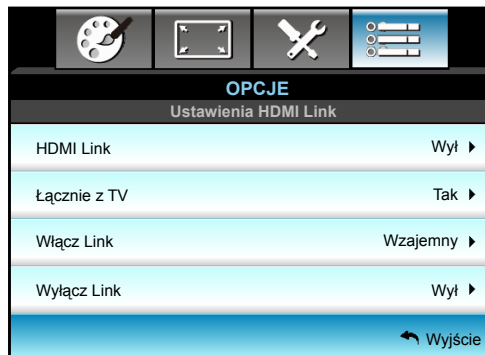 OPCJE
Ustawienia HDMI Link
HDMI Link Wył
Łącznie z TV Tak
Włącz Link Wzajemny
Wyłącz Link Wył
Wyjście